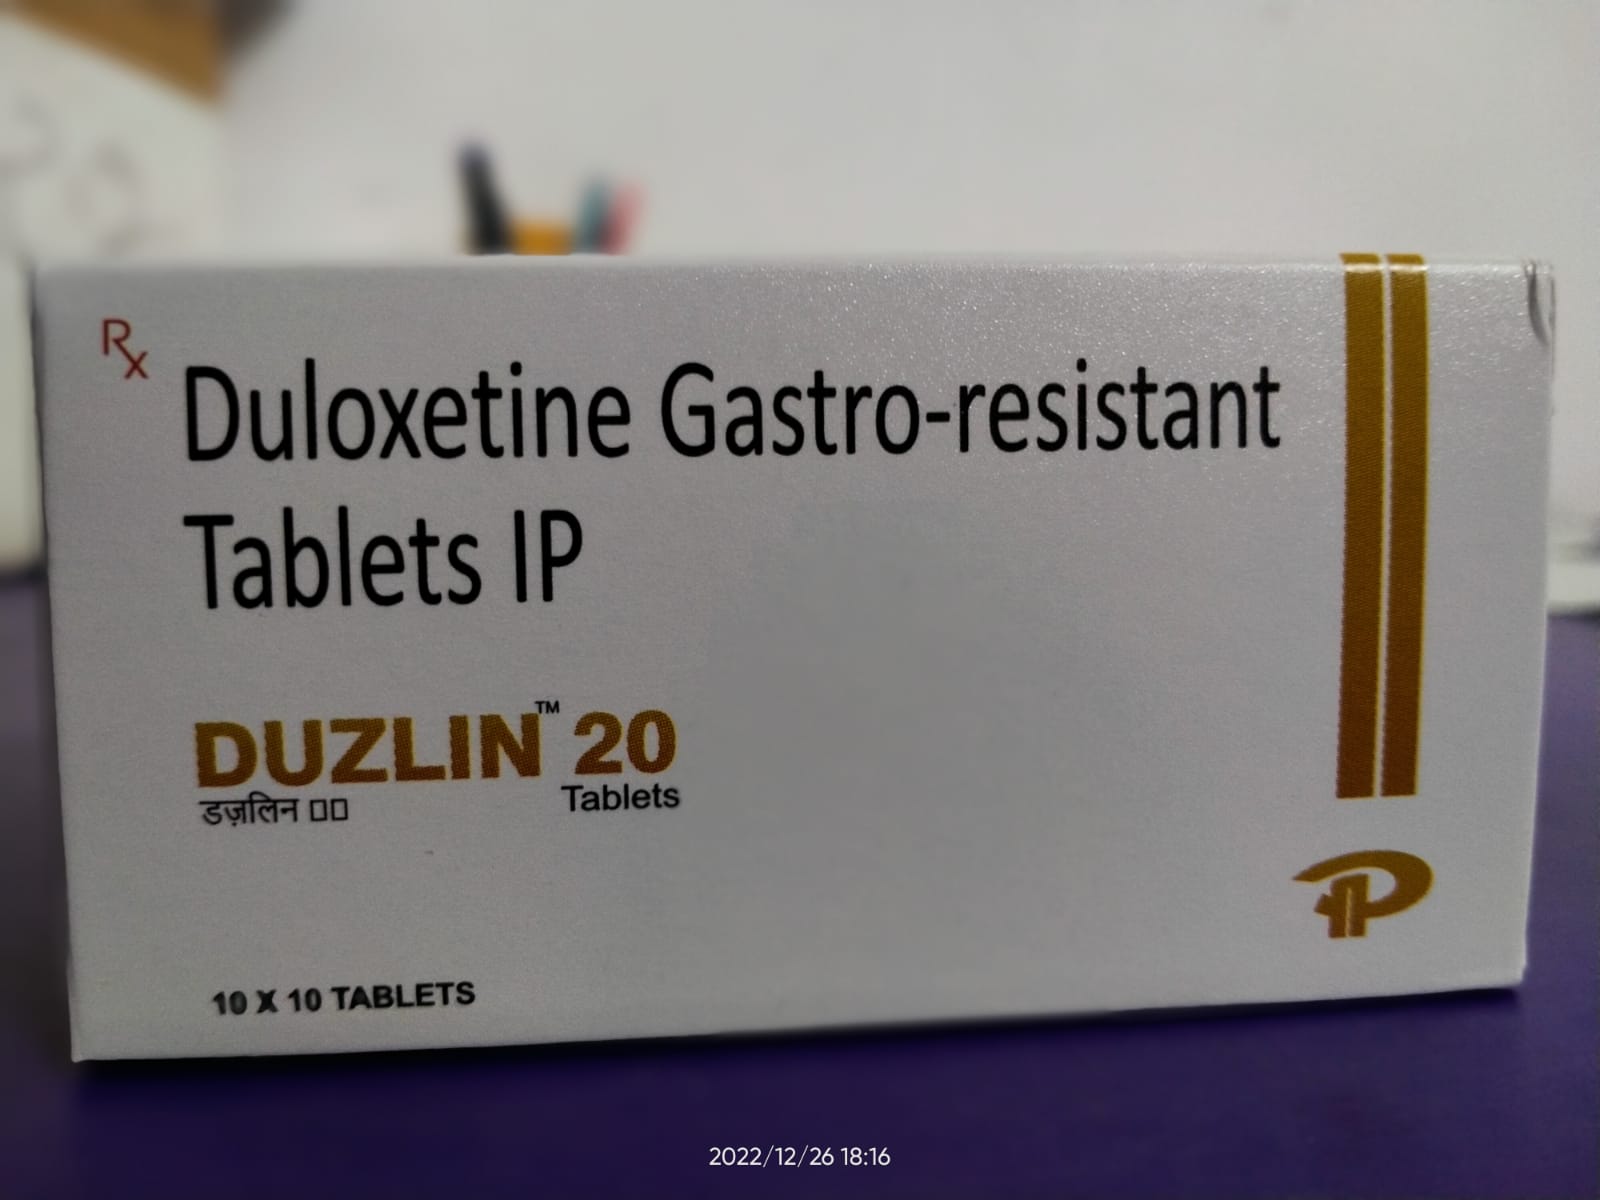 Rx
Duloxetine Gastro-resistant
Tablets IP
DUZLIN™ 20
डज़लिन ▯▯
Tablets
10 X 10 TABLETS
2022/12/26 18:16